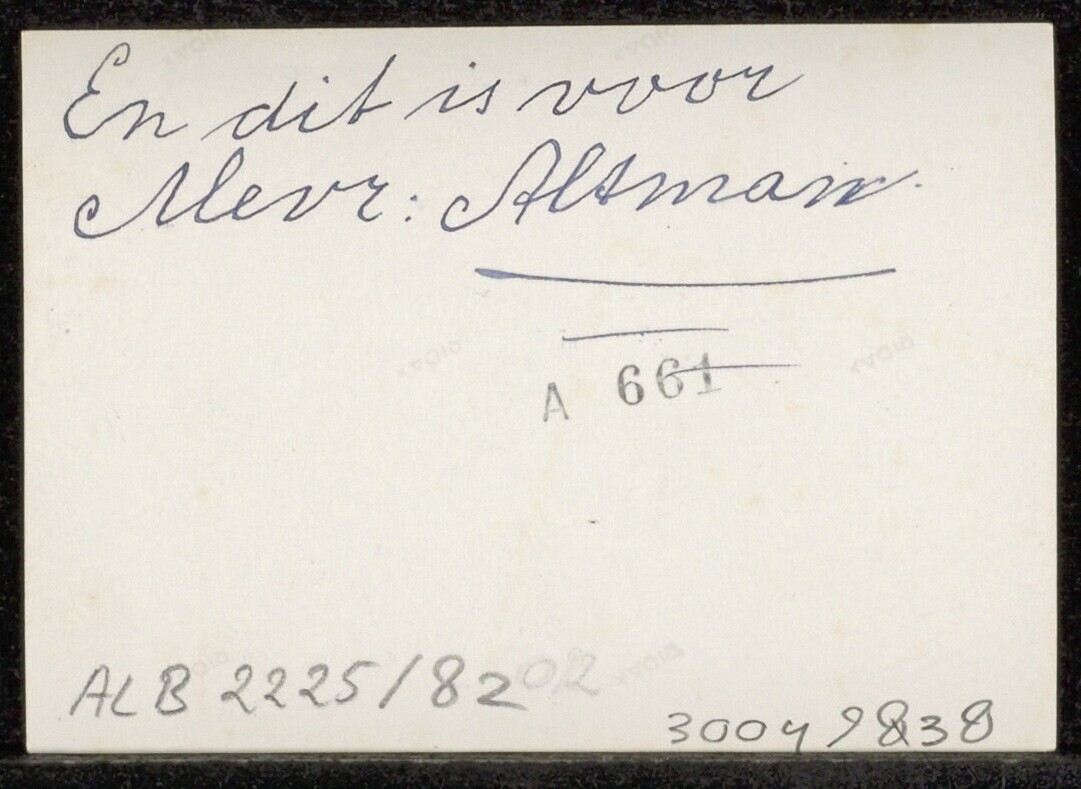 En dit is voor
Mevr: Altman.
A 661
ALB 2225/82 02
30049838